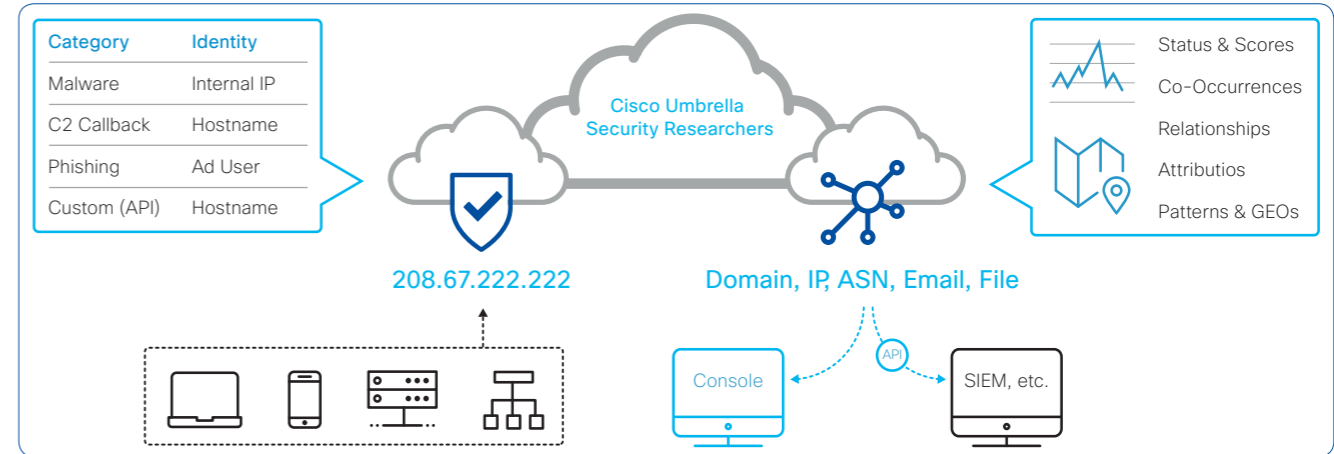 Category Identity
Malware Internal IP
C2 Callback Hostname
Phishing Ad User
Custom (API) Hostname
Cisco Umbrella
Security Researchers
Status & Scores
Co-Occurrences
Relationships
Attributios
Patterns & GEOs
208.67.222.222
Domain, IP, ASN, Email, File
Console
API
SIEM, etc.